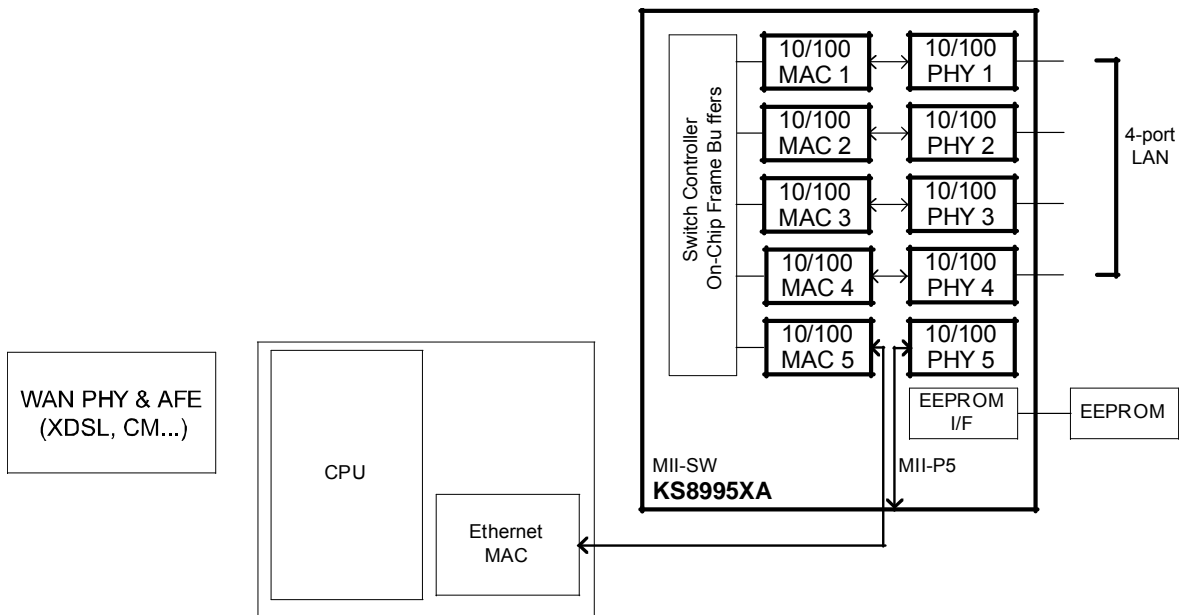 Switch Controller
On-Chip Frame Bu ffers
10/100
MAC 1
10/100
PHY 1
10/100
MAC 2
10/100
PHY 2
10/100
MAC 3
10/100
PHY 3
10/100
MAC 4
10/100
PHY 4
10/100
MAC 5
10/100
PHY 5
4-port
LAN
EEPROM
I/F
EEPROM
MII-SW
MII-P5
KS8995XA
WAN PHY & AFE
(XDSL, CM...)
CPU
Ethernet
MAC